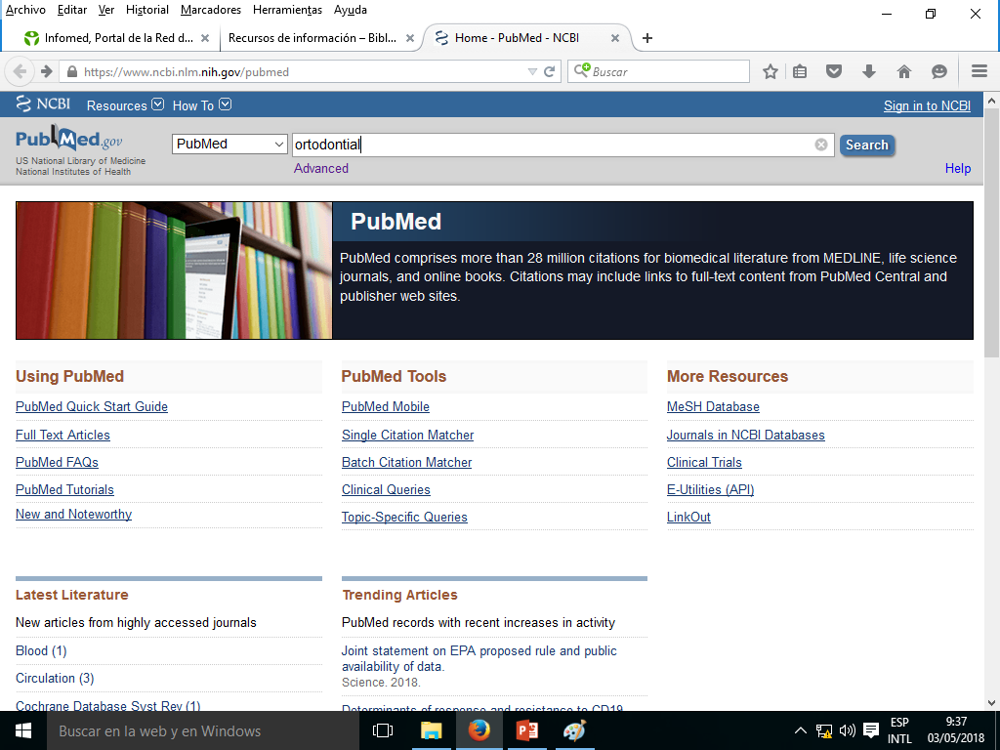 Archivo Editar Ver Historial Marcadores Herramientas Ayuda
Infomed, Portal de la Red d... Recursos de información – Bibl... Home - PubMed - NCBI
https://www.ncbi.nlm.nih.gov/pubmed Buscar
NCBI Resources How To Sign in to NCBI
PubMed.gov
US National Library of Medicine
National Institutes of Health
PubMed ortodontial Search
Advanced Help
PubMed
PubMed comprises more than 28 million citations for biomedical literature from MEDLINE, life science
journals, and online books. Citations may include links to full-text content from PubMed Central and
publisher web sites.
Using PubMed
PubMed Quick Start Guide
Full Text Articles
PubMed FAQs
PubMed Tutorials
New and Noteworthy
PubMed Tools
PubMed Mobile
Single Citation Matcher
Batch Citation Matcher
Clinical Queries
Topic-Specific Queries
More Resources
MeSH Database
Journals in NCBI Databases
Clinical Trials
E-Utilities (API)
LinkOut
Latest Literature
New articles from highly accessed journals
Blood (1)
Circulation (3)
Cochrane Database Syst Rev (1)
Trending Articles
PubMed records with recent increases in activity
Joint statement on EPA proposed rule and public
availability of data.
Science. 2018.
Determinants of response and resistance to CD19
Buscar en la web y en Windows
ESP
INTL
9:37
03/05/2018